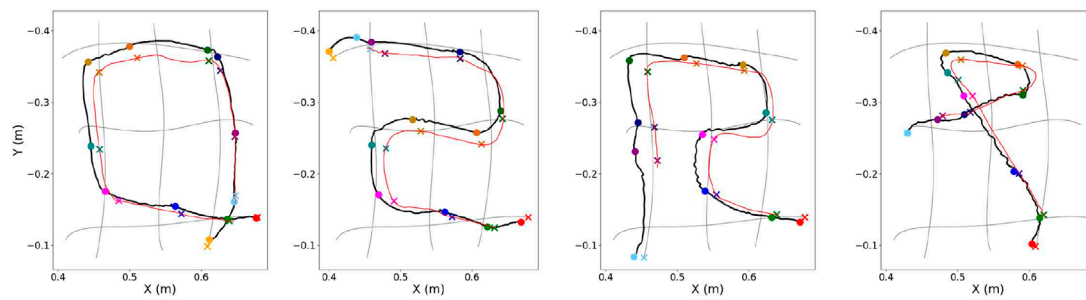 −0.4 −0.4 −0.4 −0.4
−0.3 −0.3 −0.3 −0.3
Y (m)
−0.2 −0.2 −0.2 −0.2
−0.1 −0.1 −0.1 −0.1
0.4 0.5 0.6 0.4 0.5 0.6 0.4 0.5 0.6 0.4 0.5 0.6
X (m) X (m) X (m) X (m)